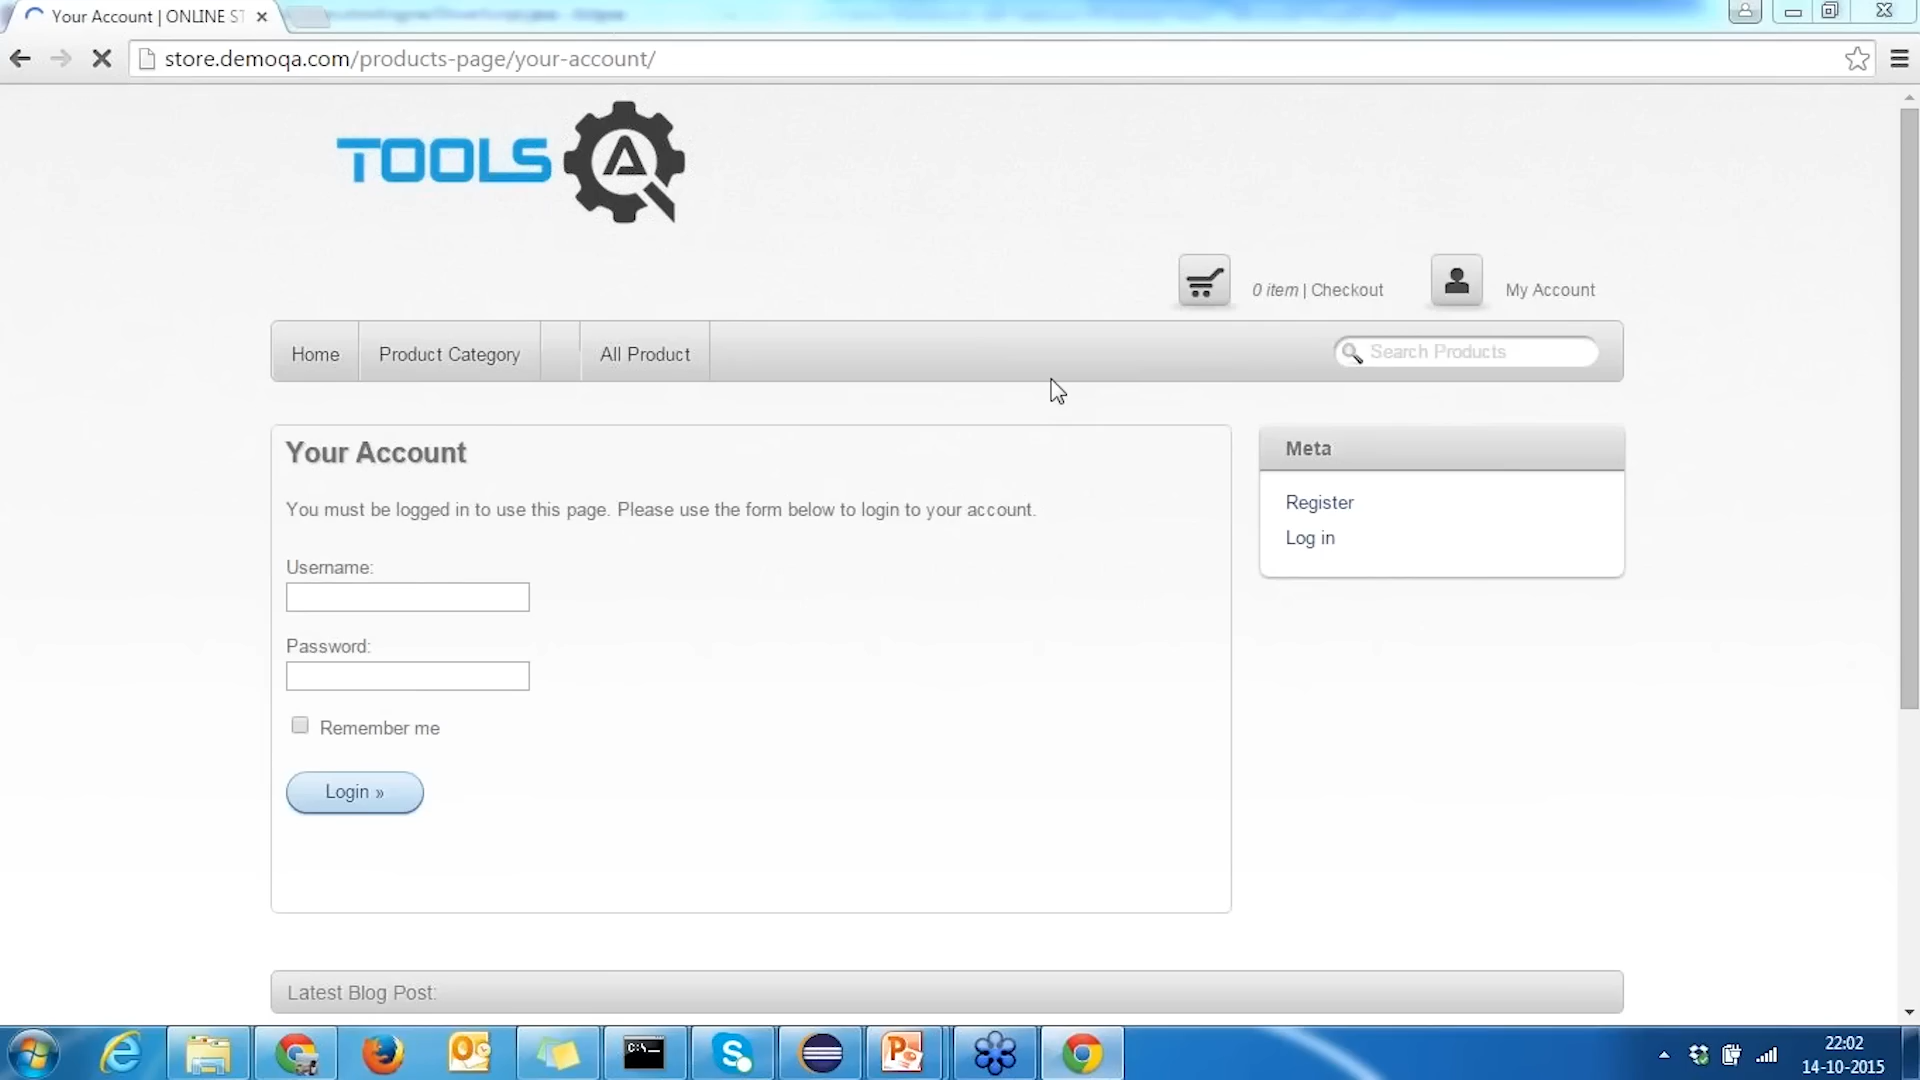 Your Account | ONLINE ST
store.demoqa.com/products-page/your-account/
TOOLS
0 item | Checkout
My Account
Home
Product Category
All Product
Search Products
Your Account
You must be logged in to use this page. Please use the form below to login to your account.
Username:
Password:
Remember me
Login »
Meta
Register
Log in
Latest Blog Post:
22:02
14-10-2015